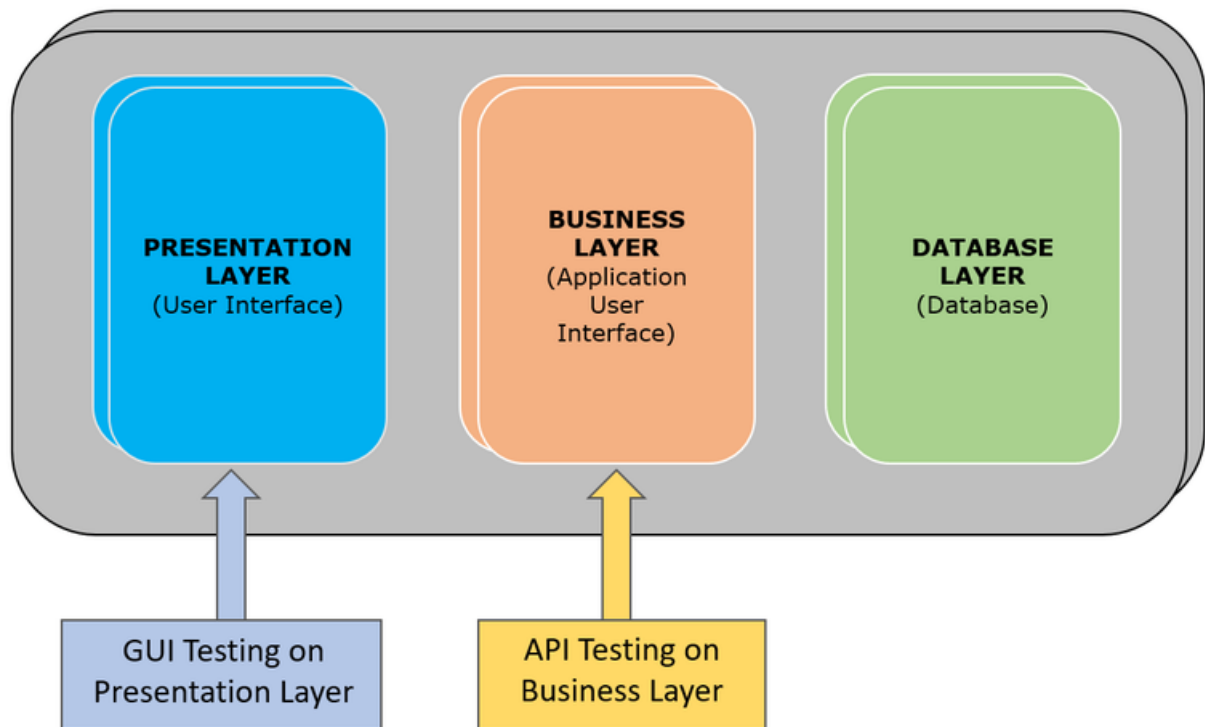 PRESENTATION
LAYER
(User Interface)
BUSINESS
LAYER
(Application
User
Interface)
DATABASE
LAYER
(Database)
GUI Testing on
Presentation Layer
API Testing on
Business Layer